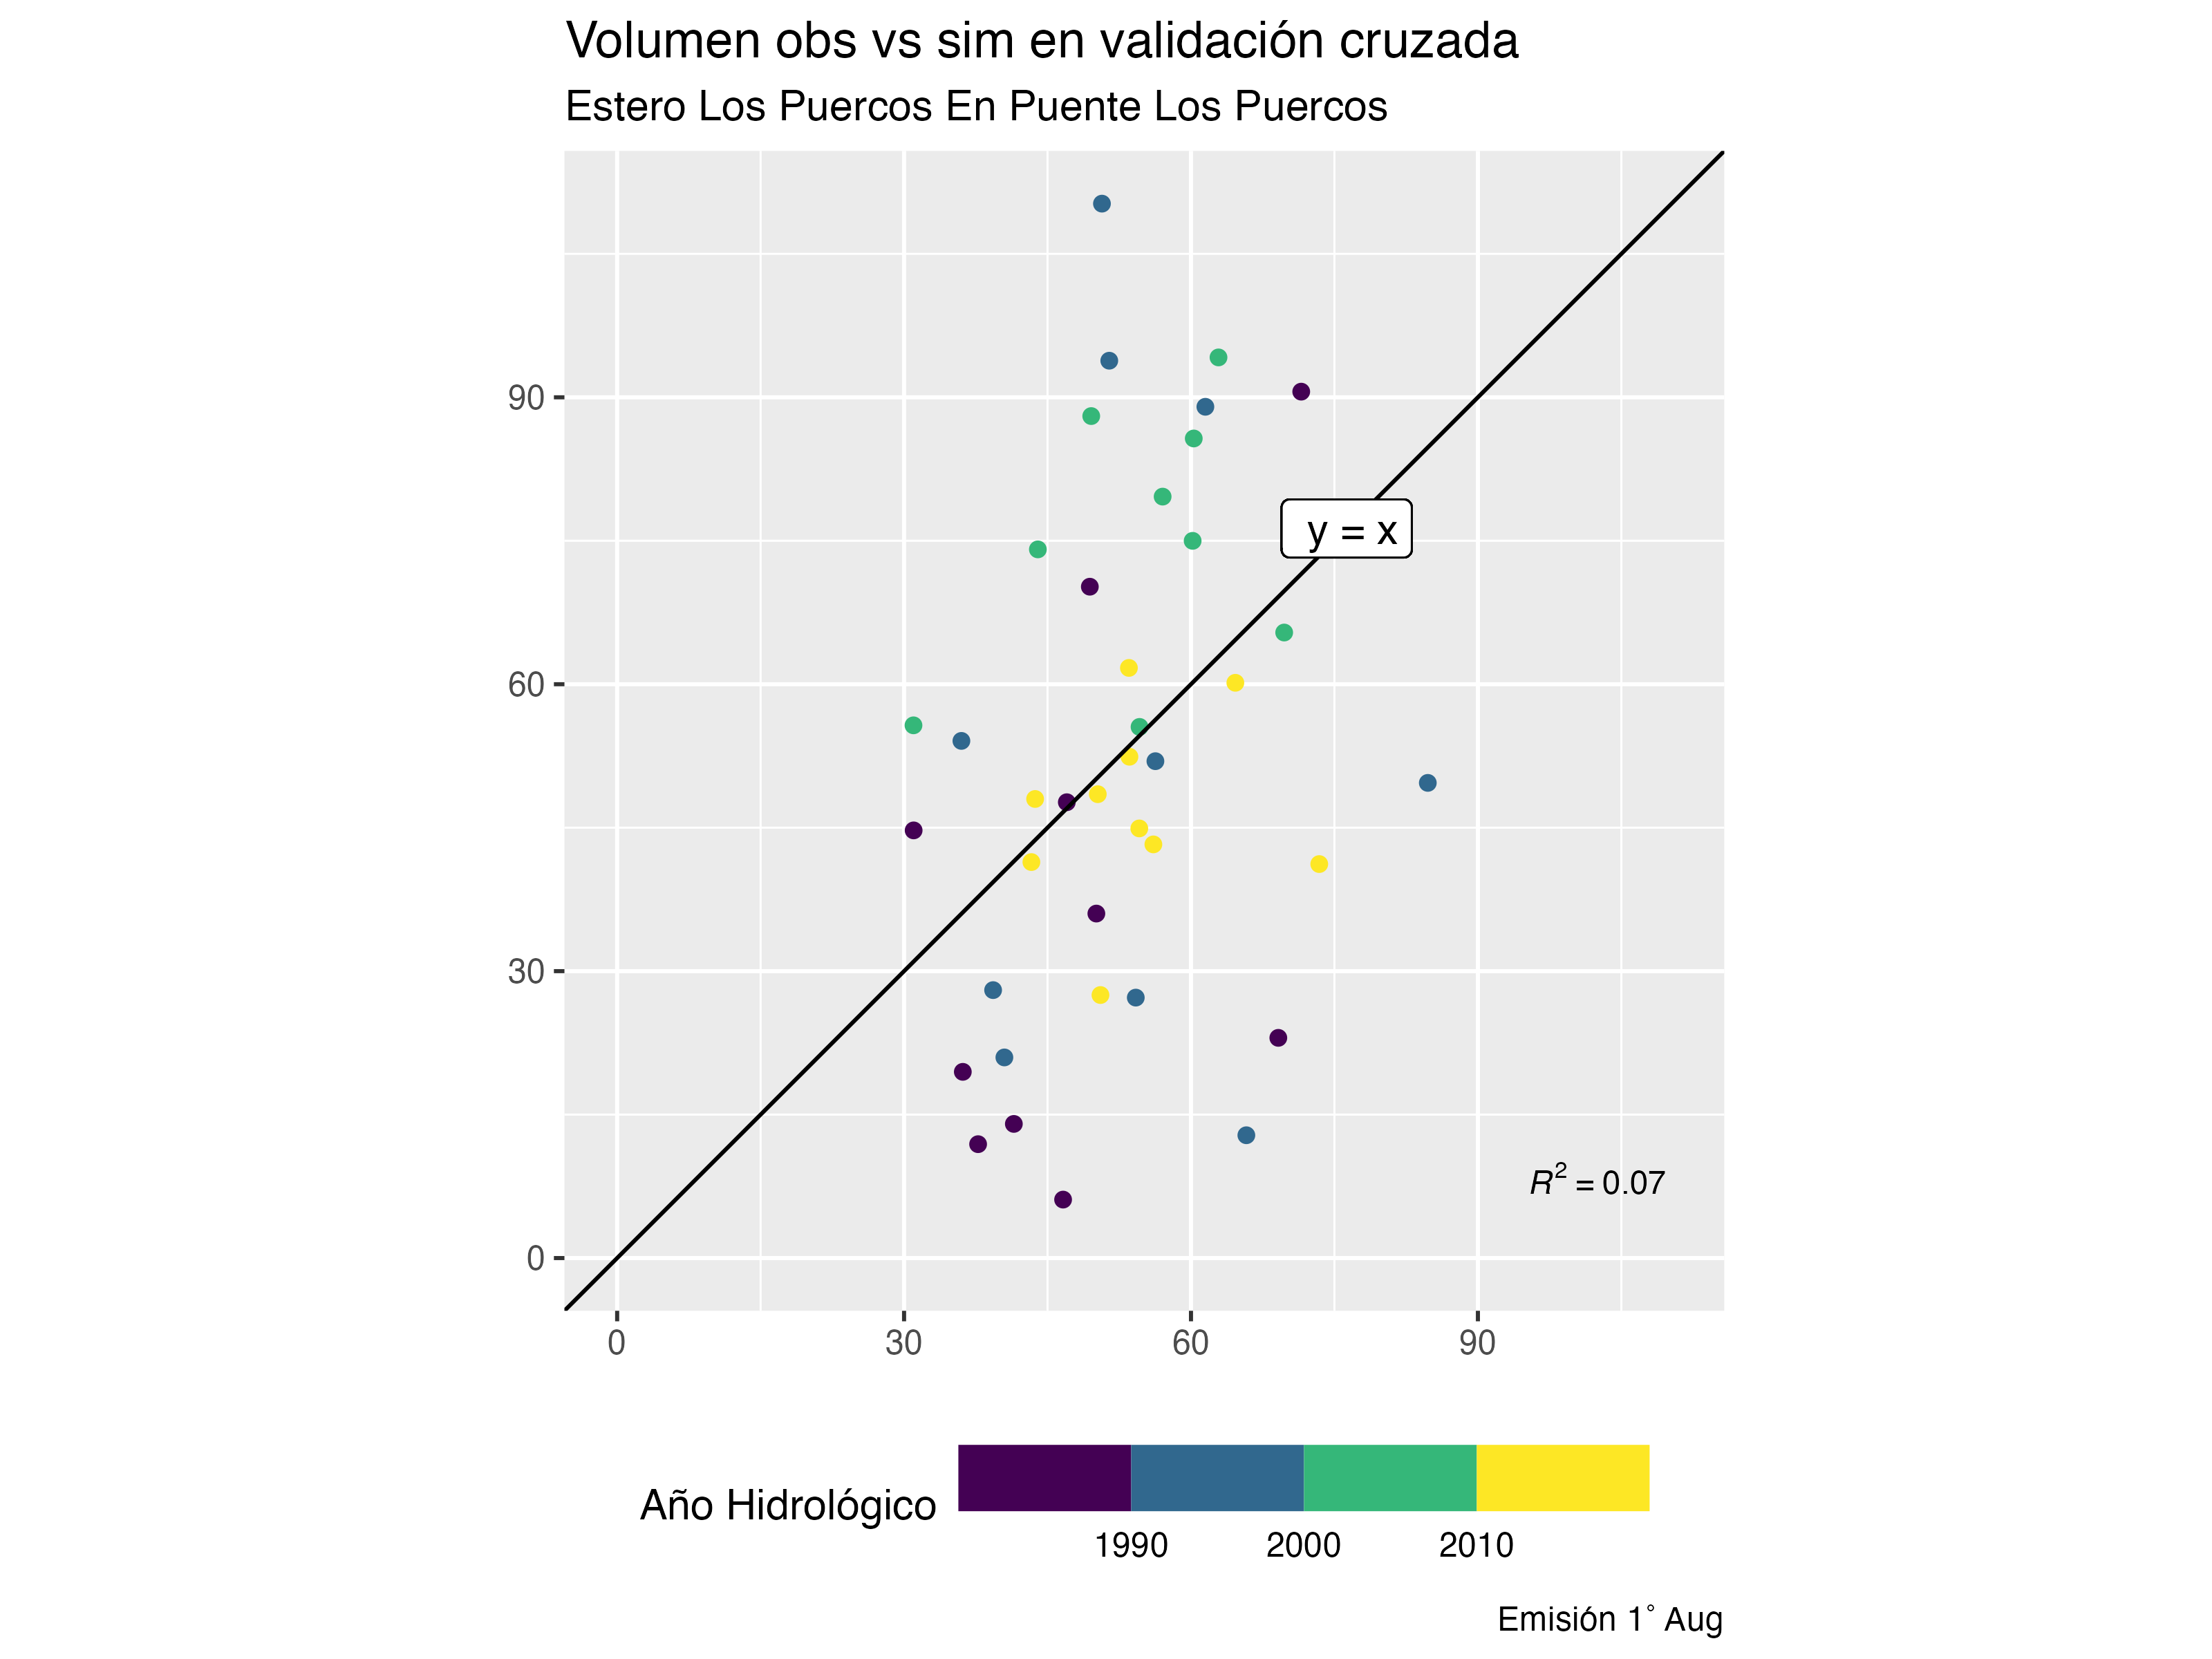 Volumen obs vs sim en validación cruzada
Estero Los Puercos En Puente Los Puercos
90
60
30
0
y = x
R² = 0.07
0 30 60 90
Año Hidrológico
1990 2000 2010
Emisión 1° Aug